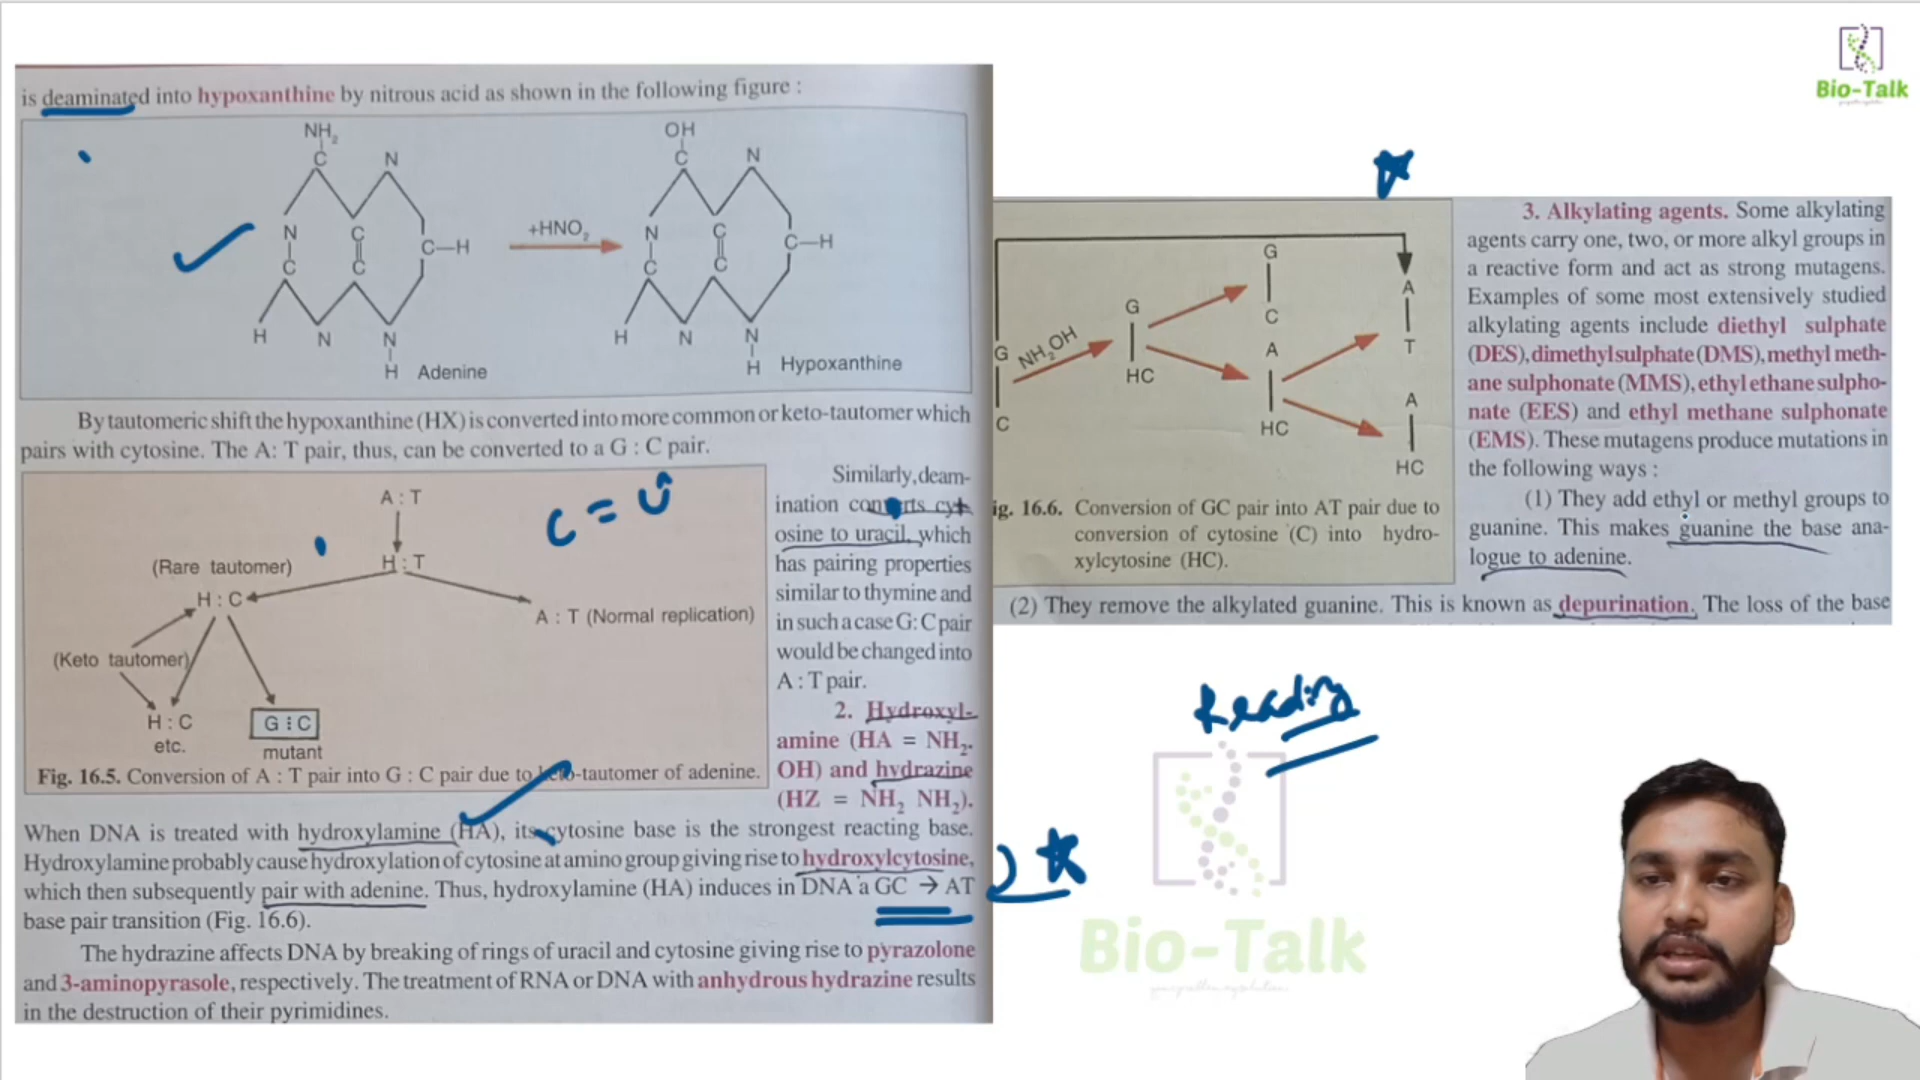 Bio-Talk
is deaminated into hypoxanthine by nitrous acid as shown in the following figure :
NH2
C
N
N
C
C
C
C—H
H
N
N
H
Adenine
+HNO2
OH
C
N
N
C
C
C
C—H
H
N
N
H
Hypoxanthine
By tautomeric shift the hypoxanthine (HX) is converted into more common or keto-tautomer which
pairs with cytosine. The A: T pair, thus, can be converted to a G : C pair.
A : T
H : T
(Rare tautomer)
H : C
A : T (Normal replication)
(Keto tautomer)
H : C
etc.
G⁝C
mutant
Fig. 16.5. Conversion of A : T pair into G : C pair due to keto-tautomer of adenine.
C = U
Similarly, deam-
ination converts cyt-
osine to uracil, which
has pairing properties
similar to thymine and
in such a case G: C pair
would be changed into
A : T pair.
2. Hydroxyl-
amine (HA = NH2.
OH) and hydrazine
(HZ = NH2 NH2).
When DNA is treated with hydroxylamine (HA), its cytosine base is the strongest reacting base.
Hydroxylamine probably cause hydroxylation of cytosine at amino group giving rise to hydroxylcytosine,
which then subsequently pair with adenine. Thus, hydroxylamine (HA) induces in DNA a GC → AT
base pair transition (Fig. 16.6).
The hydrazine affects DNA by breaking of rings of uracil and cytosine giving rise to pyrazolone
and 3-aminopyrasole, respectively. The treatment of RNA or DNA with anhydrous hydrazine results
in the destruction of their pyrimidines.
G
C
NH2OH
G
HC
G
C
A
HC
A
T
A
HC
ig. 16.6. Conversion of GC pair into AT pair due to
conversion of cytosine (C) into hydro-
xylcytosine (HC).
3. Alkylating agents. Some alkylating
agents carry one, two, or more alkyl groups in
a reactive form and act as strong mutagens.
Examples of some most extensively studied
alkylating agents include diethyl sulphate
(DES), dimethyl sulphate (DMS), methyl meth-
ane sulphonate (MMS), ethyl ethane sulpho-
nate (EES) and ethyl methane sulphonate
(EMS). These mutagens produce mutations in
the following ways :
(1) They add ethyl or methyl groups to
guanine. This makes guanine the base ana-
logue to adenine.
(2) They remove the alkylated guanine. This is known as depurination. The loss of the base
Reading
Bio-Talk